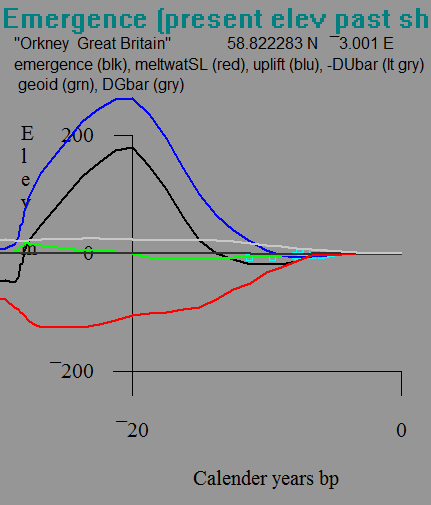 Emergence (present elev past sh
"Orkney Great Britain" 58.822283 N ¯3.001 E
emergence (blk), meltwatSL (red), uplift (blu), -DUbar (lt gry)
geoid (grn), DGbar (gry)
E
l
e
v
m
200
0
¯200
¯20 0
Calender years bp